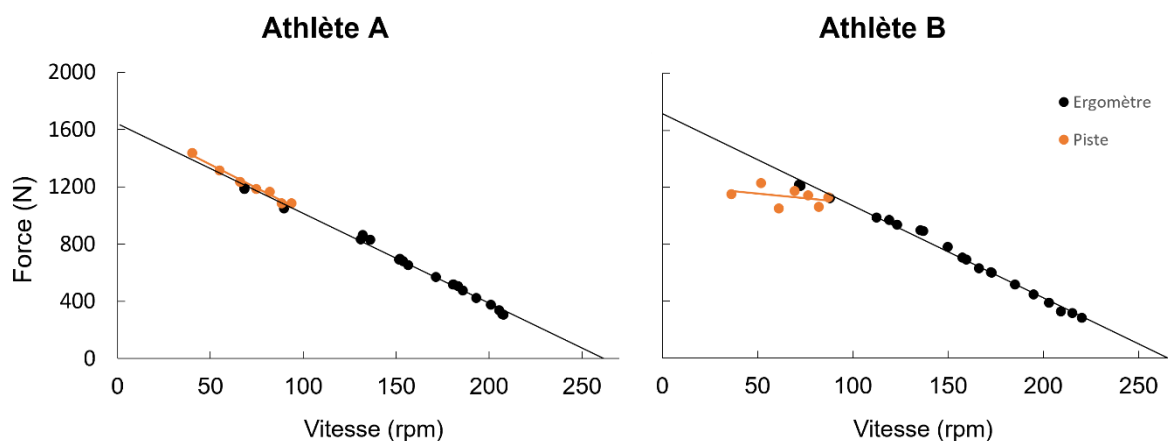 Athlète A
Athlète B
2000
1600
1200
800
400
0
Force (N)
0 50 100 150 200 250
Vitesse (rpm)
Ergomètre
Piste
0 50 100 150 200 250
Vitesse (rpm)